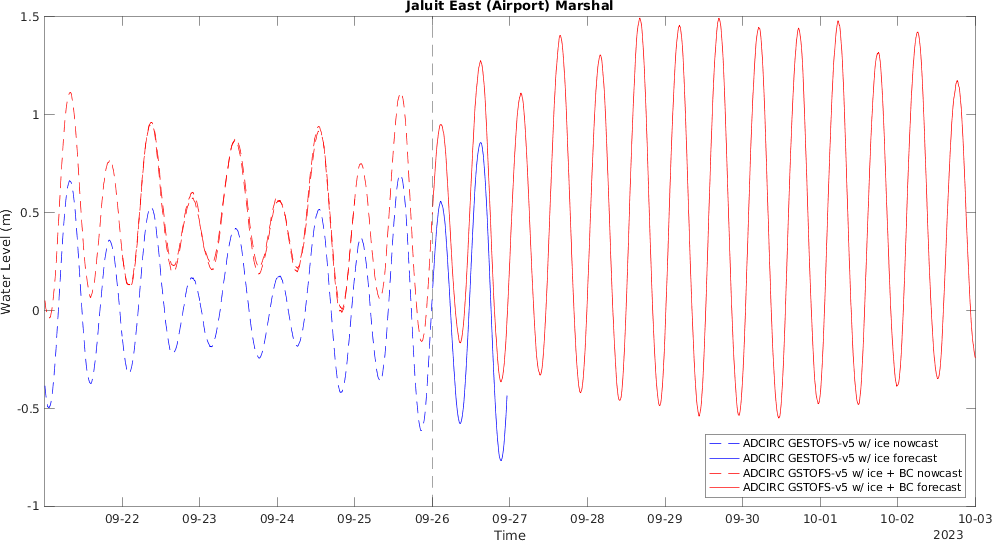 Jaluit East (Airport) Marshal
1.5
1
0.5
0
-0.5
-1
Water Level (m)
ADCIRC GESTOFS-v5 w/ ice nowcast
ADCIRC GESTOFS-v5 w/ ice forecast
ADCIRC GSTOFS-v5 w/ ice + BC nowcast
ADCIRC GSTOFS-v5 w/ ice + BC forecast
09-22 09-23 09-24 09-25 09-26 09-27 09-28 09-29 09-30 10-01 10-02 10-03
Time
2023